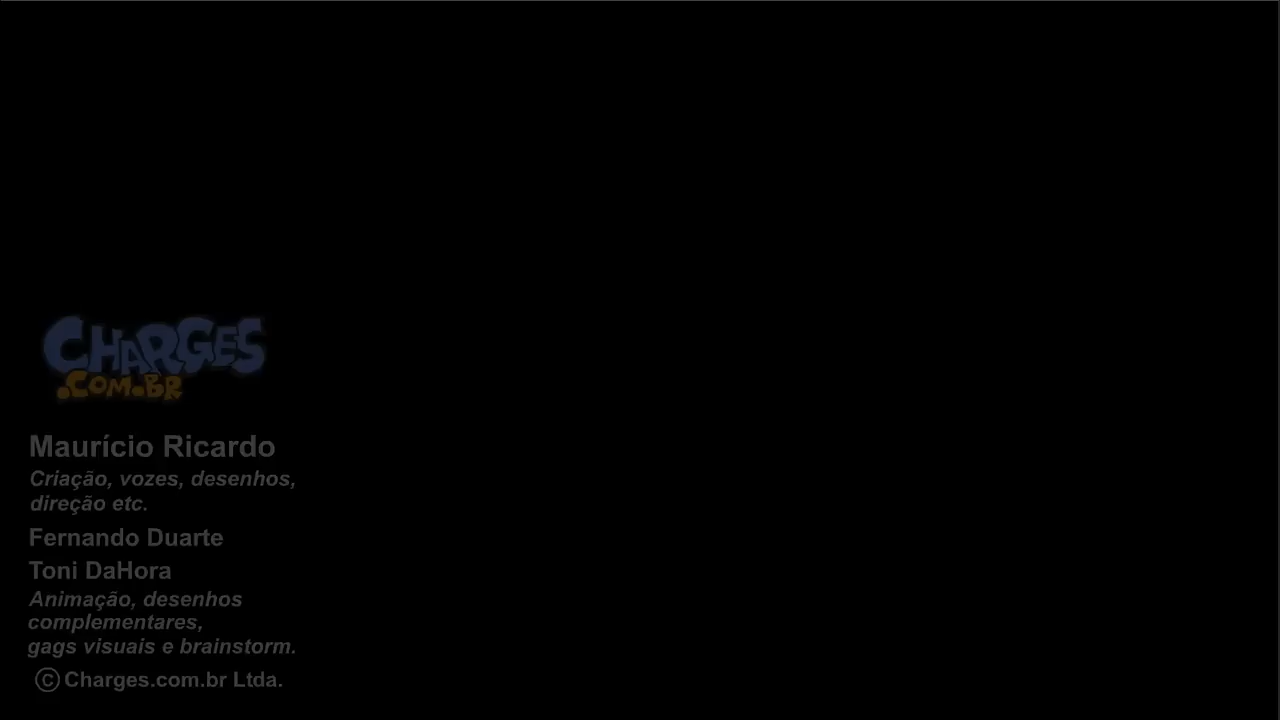 CHARGES
.COM.BR
Maurício Ricardo
Criação, vozes, desenhos,
direção etc.
Fernando Duarte
Toni DaHora
Animação, desenhos
complementares,
gags visuais e brainstorm.
© Charges.com.br Ltda.